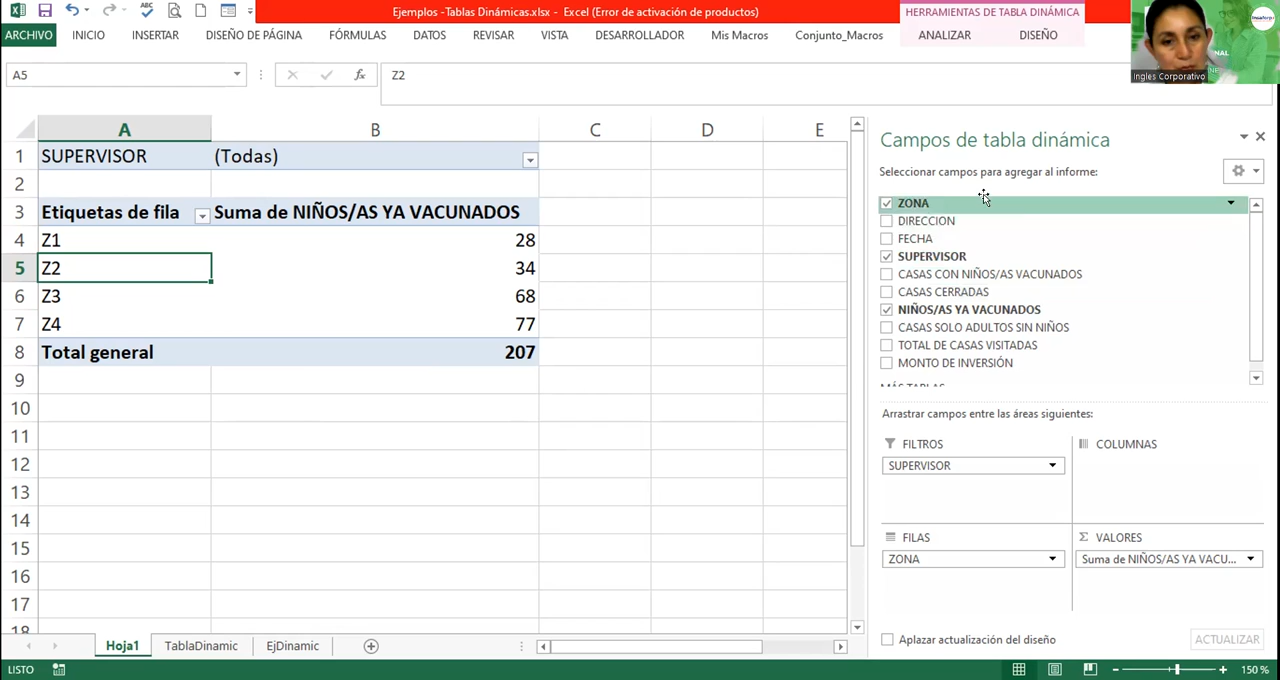 Ejemplos -Tablas Dinámicas.xlsx - Excel (Error de activación de productos)
HERRAMIENTAS DE TABLA DINÁMICA
ARCHIVO INICIO INSERTAR DISEÑO DE PÁGINA FÓRMULAS DATOS REVISAR VISTA DESARROLLADOR Mis Macros Conjunto_Macros ANALIZAR DISEÑO
Ingles Corporativo
A5 fx Z2
A B C D E
1 SUPERVISOR (Todas)
2
3 Etiquetas de fila Suma de NIÑOS/AS YA VACUNADOS
4 Z1 28
5 Z2 34
6 Z3 68
7 Z4 77
8 Total general 207
9
10
11
12
13
14
15
16
17
18
Campos de tabla dinámica
Seleccionar campos para agregar al informe:
ZONA
DIRECCION
FECHA
SUPERVISOR
CASAS CON NIÑOS/AS VACUNADOS
CASAS CERRADAS
NIÑOS/AS YA VACUNADOS
CASAS SOLO ADULTOS SIN NIÑOS
TOTAL DE CASAS VISITADAS
MONTO DE INVERSIÓN
MÁS TABLAS
Arrastrar campos entre las áreas siguientes:
FILTROS COLUMNAS
SUPERVISOR
FILAS Σ VALORES
ZONA Suma de NIÑOS/AS YA VACU...
Aplazar actualización del diseño ACTUALIZAR
Hoja1 TablaDinamic EjDinamic
LISTO 150 %